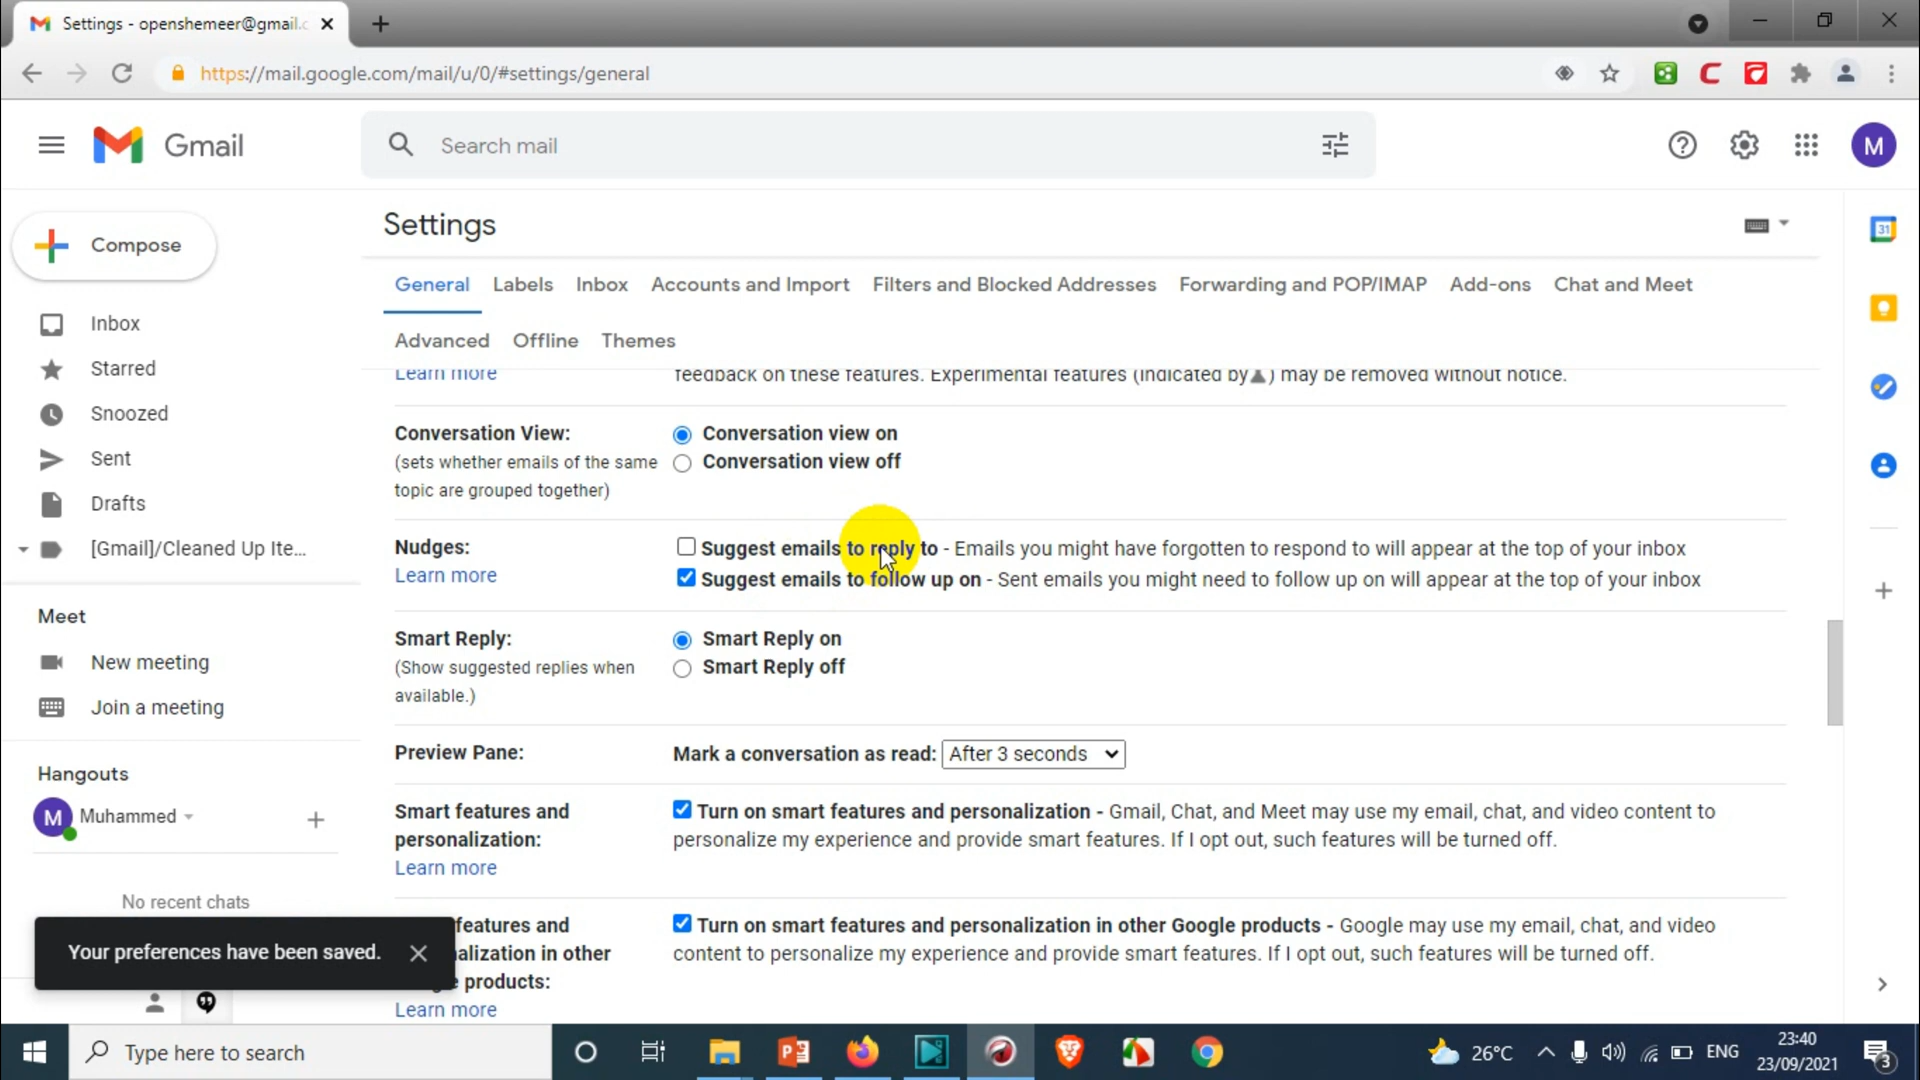 Settings - openshemeer@gmail.c
https://mail.google.com/mail/u/0/#settings/general
Gmail
Search mail
M
Compose
Inbox
Starred
Snoozed
Sent
Drafts
[Gmail]/Cleaned Up Ite...
Meet
New meeting
Join a meeting
Hangouts
M
Muhammed
No recent chats
Settings
General Labels Inbox Accounts and Import Filters and Blocked Addresses Forwarding and POP/IMAP Add-ons Chat and Meet
Advanced Offline Themes
Learn more
feedback on these features. Experimental features (indicated by ) may be removed without notice.
Conversation View:
(sets whether emails of the same
topic are grouped together)
Conversation view on
Conversation view off
Nudges:
Learn more
Suggest emails to reply to - Emails you might have forgotten to respond to will appear at the top of your inbox
Suggest emails to follow up on - Sent emails you might need to follow up on will appear at the top of your inbox
Smart Reply:
(Show suggested replies when
available.)
Smart Reply on
Smart Reply off
Preview Pane:
Mark a conversation as read: After 3 seconds
Smart features and
personalization:
Learn more
Turn on smart features and personalization - Gmail, Chat, and Meet may use my email, chat, and video content to
personalize my experience and provide smart features. If I opt out, such features will be turned off.
features and
alization in other
e products:
Learn more
Turn on smart features and personalization in other Google products - Google may use my email, chat, and video
content to personalize my experience and provide smart features. If I opt out, such features will be turned off.
Your preferences have been saved.
31
Type here to search
26°C
ENG
23:40
23/09/2021
3